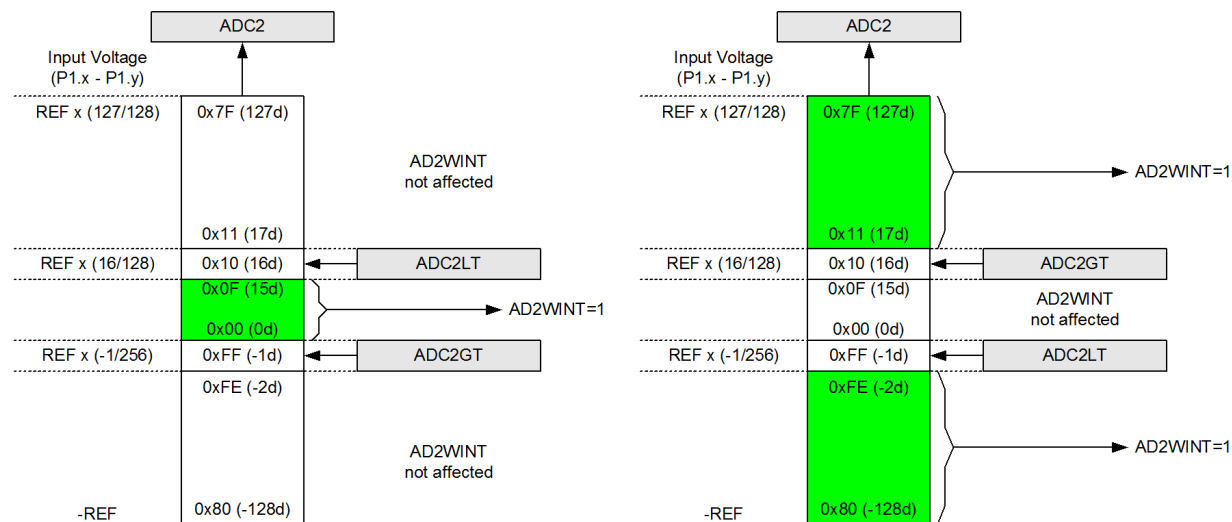 ADC2
Input Voltage
(P1.x - P1.y)
REF x (127/128)
0x7F (127d)
AD2WINT
not affected
0x11 (17d)
REF x (16/128)
0x10 (16d)
ADC2LT
0x0F (15d)
0x00 (0d)
AD2WINT=1
REF x (-1/256)
0xFF (-1d)
ADC2GT
0xFE (-2d)
AD2WINT
not affected
-REF
0x80 (-128d)
ADC2
Input Voltage
(P1.x - P1.y)
REF x (127/128)
0x7F (127d)
AD2WINT=1
0x11 (17d)
REF x (16/128)
0x10 (16d)
ADC2GT
0x0F (15d)
0x00 (0d)
AD2WINT
not affected
REF x (-1/256)
0xFF (-1d)
ADC2LT
0xFE (-2d)
AD2WINT=1
-REF
0x80 (-128d)